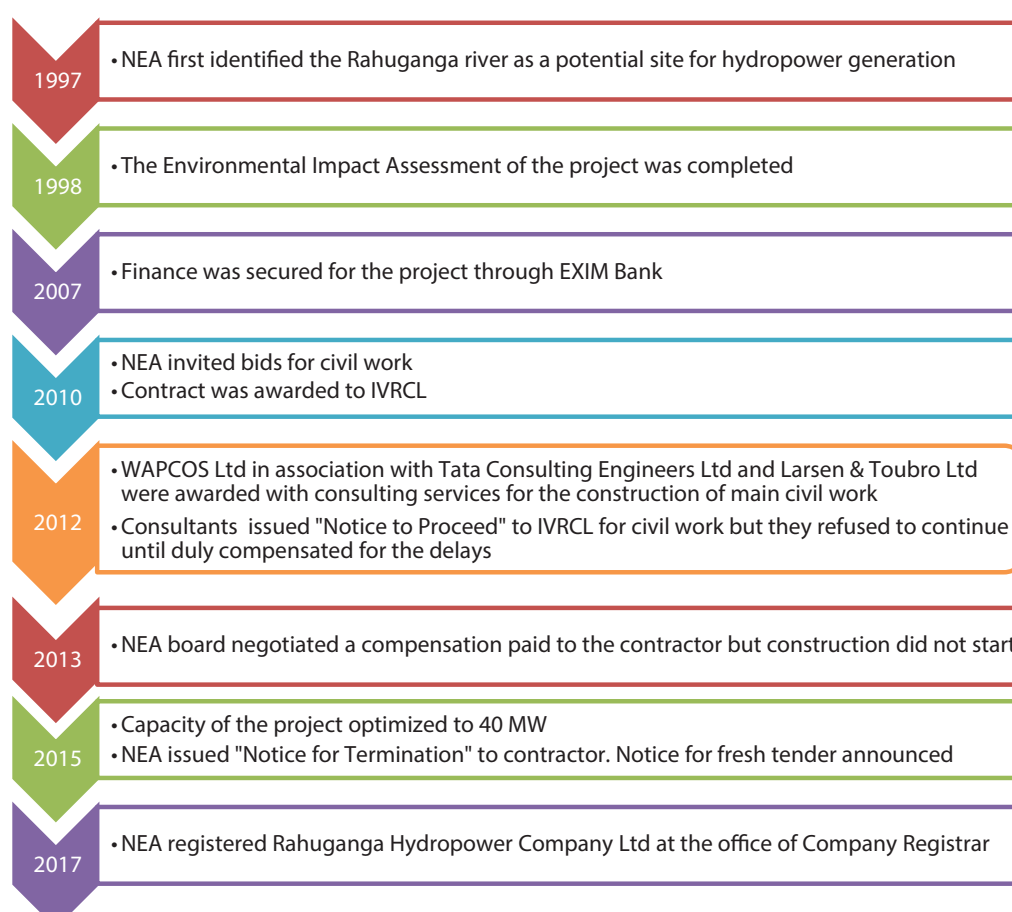 1997
• NEA first identified the Rahuganga river as a potential site for hydropower generation
1998
• The Environmental Impact Assessment of the project was completed
2007
• Finance was secured for the project through EXIM Bank
2010
• NEA invited bids for civil work
• Contract was awarded to IVRCL
2012
• WAPCOS Ltd in association with Tata Consulting Engineers Ltd and Larsen & Toubro Ltd
were awarded with consulting services for the construction of main civil work
• Consultants issued "Notice to Proceed" to IVRCL for civil work but they refused to continue
until duly compensated for the delays
2013
• NEA board negotiated a compensation paid to the contractor but construction did not start
2015
• Capacity of the project optimized to 40 MW
• NEA issued "Notice for Termination" to contractor. Notice for fresh tender announced
2017
• NEA registered Rahuganga Hydropower Company Ltd at the office of Company Registrar